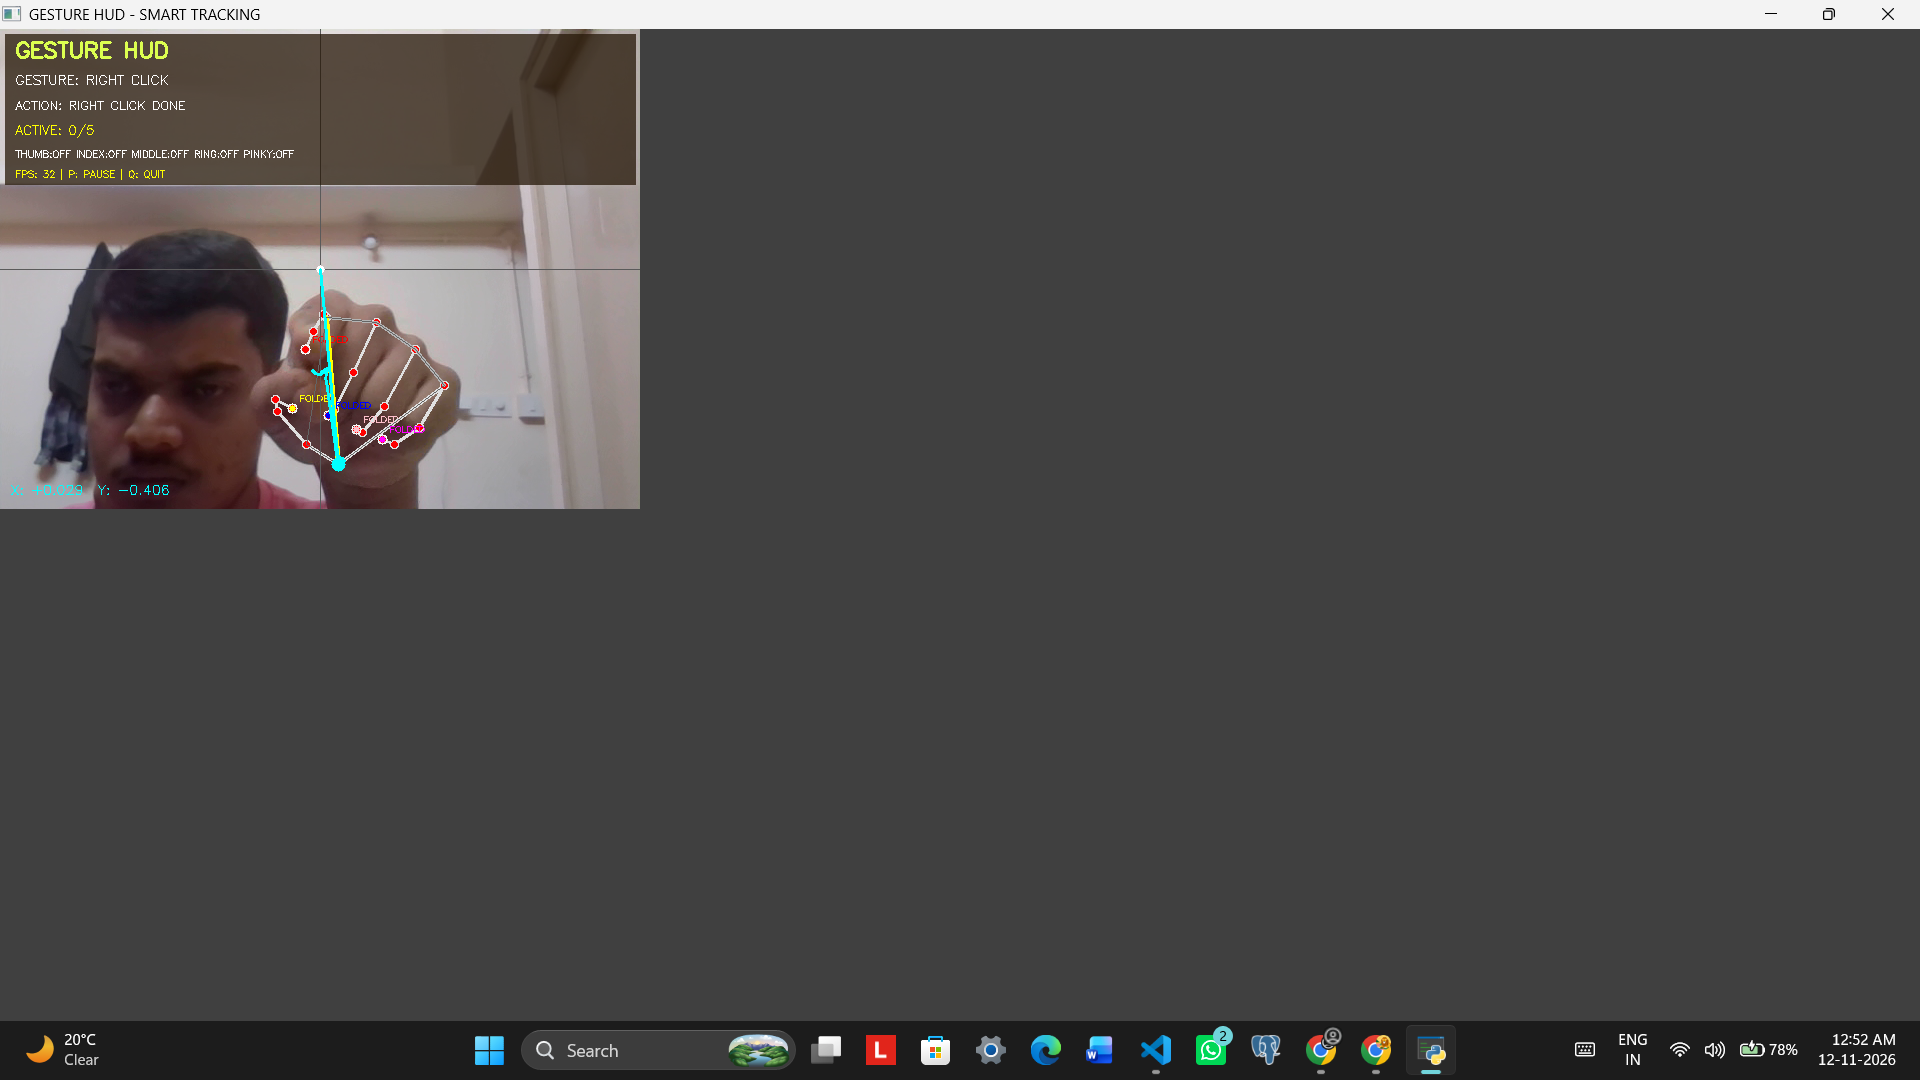 GESTURE HUD - SMART TRACKING
GESTURE HUD
GESTURE: RIGHT CLICK
ACTION: RIGHT CLICK DONE
ACTIVE: 0/5
THUMB:OFF INDEX:OFF MIDDLE:OFF RING:OFF PINKY:OFF
FPS: 32 | P: PAUSE | Q: QUIT
FOLDED
FOLDED
FOLDED
X: Y: -0.406
20°C
Clear
Search
L
W
2
ENG
IN
78%
12:52 AM
12-11-2026